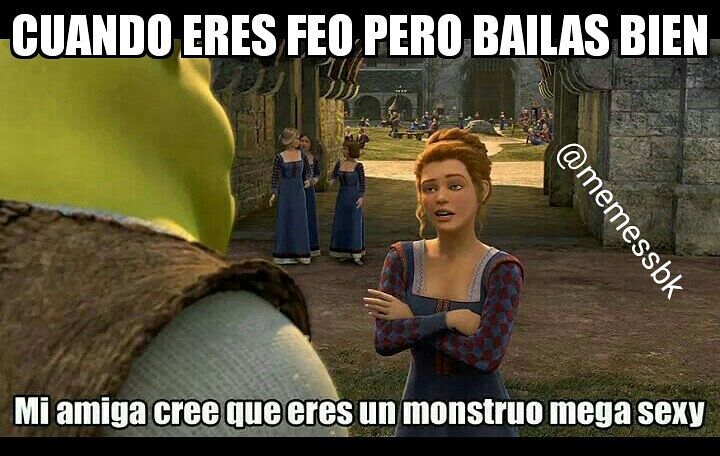 CUANDO ERES FEO PERO BAILAS BIEN
@memessbk
Mi amiga cree que eres un monstruo mega sexy